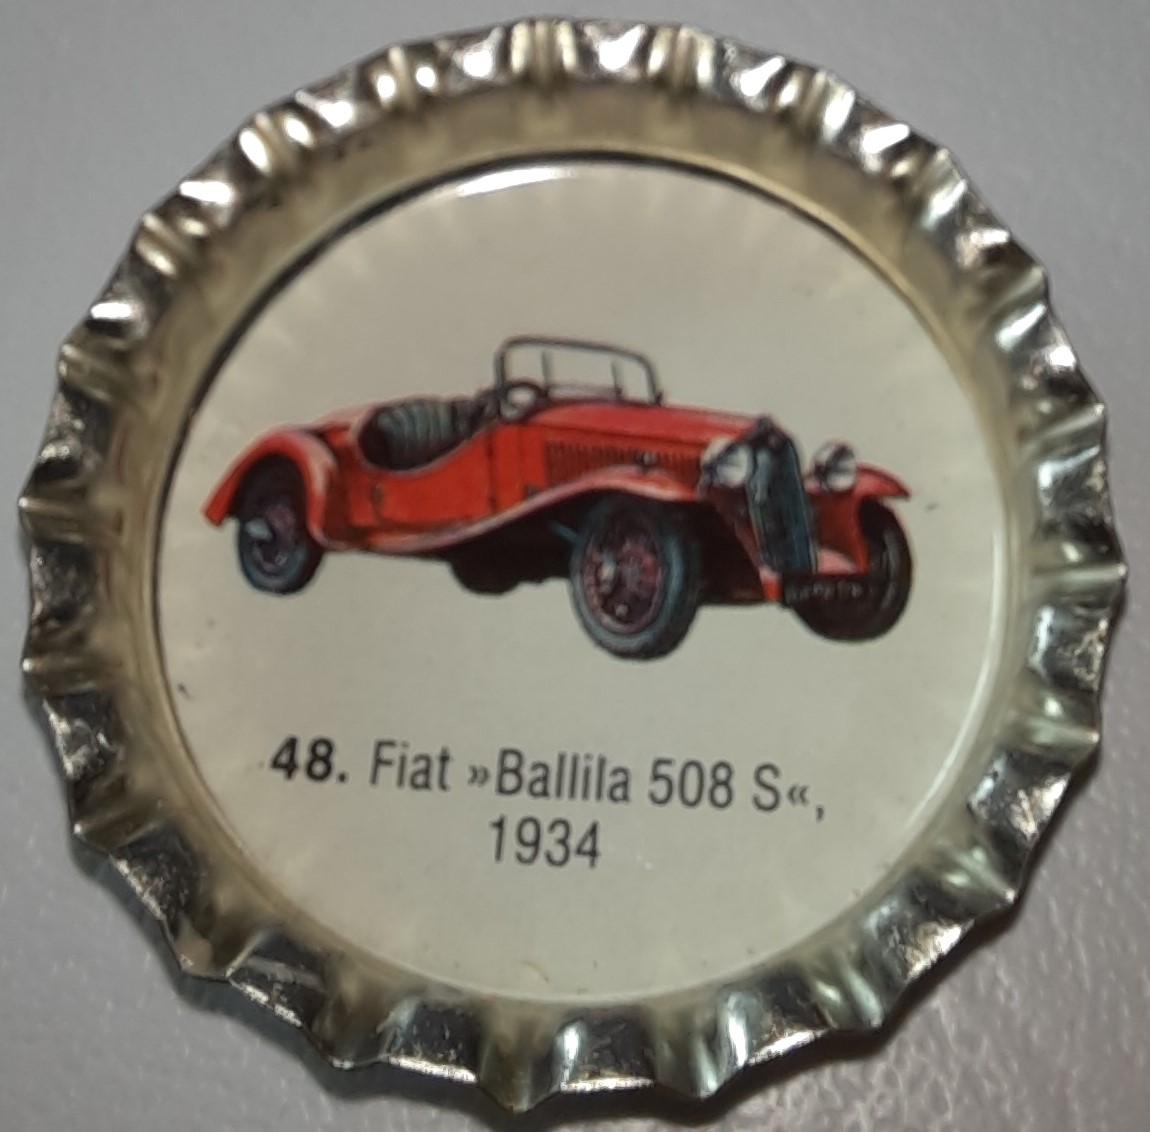 48. Fiat »Ballila 508 S«,
1934